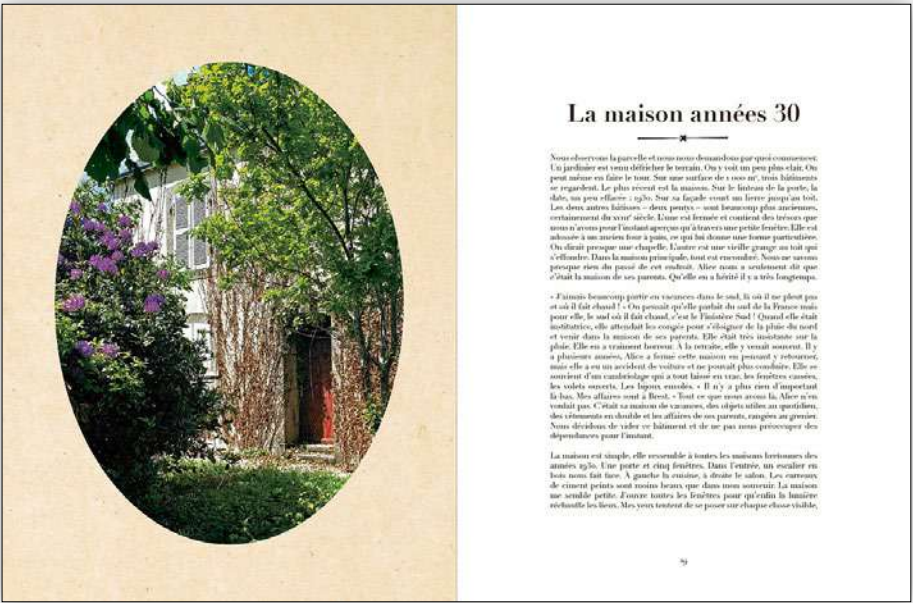 La maison années 30
Nous observons la parcelle et nous nous demandons par quoi commencer.
Un jardinier est venu défricher le terrain. On y voit un peu plus clair. On
peut même en faire le tour. Sur une surface de 1 000 m², trois bâtiments
se regardent. Le plus récent est la maison. Sur le linteau de la porte, la
date, un peu effacée : 1930. Sur sa façade court un lierre jusqu'au toit.
Les deux autres bâtisses – deux pentys – sont beaucoup plus anciennes,
certainement du XVIIIe siècle. L'une est fermée et contient des trésors que
nous n'avons pour l'instant aperçus qu'à travers une petite fenêtre. Elle est
adossée à un ancien four à pain, ce qui lui donne une forme particulière.
On dirait presque une chapelle. L'autre est une vieille grange au toit qui
s'effondre. Dans la maison principale, tout est encombré. Nous ne savons
presque rien du passé de cet endroit. Alice nous a seulement dit que
c'était la maison de ses parents. Qu'elle en a hérité il y a très longtemps.
« J'aimais beaucoup partir en vacances dans le sud, là où il ne pleut pas
et où il fait chaud ! » On pensait qu'elle parlait du sud de la France mais
pour elle, le sud où il fait chaud, c'est le Finistère Sud ! Quand elle était
institutrice, elle attendait les congés pour s'éloigner de la pluie du nord
et venir dans la maison de ses parents. Elle était très insistante sur la
pluie. Elle en a vraiment horreur. À la retraite, elle y venait souvent. Il y
a plusieurs années, Alice a fermé cette maison en pensant y retourner,
mais elle a eu un accident de voiture et ne pouvait plus conduire. Elle se
souvient d'un cambriolage qui a tout laissé en vrac, les fenêtres cassées,
les volets ouverts. Les bijoux envolés. « Il n'y a plus rien d'important
là-bas. Mes affaires sont à Brest. » Tout ce que nous avons là, Alice n'en
voulait pas. C'était sa maison de vacances, des objets utiles au quotidien,
des vêtements en double et les affaires de ses parents, rangées au grenier.
Nous décidons de vider ce bâtiment et de ne pas nous préoccuper des
dépendances pour l'instant.
La maison est simple, elle ressemble à toutes les maisons bretonnes des
années 1930. Une porte et cinq fenêtres. Dans l'entrée, un escalier en
bois nous fait face. À gauche la cuisine, à droite le salon. Les carreaux
de ciment peints sont moins beaux que dans mon souvenir. La maison
me semble petite. J'ouvre toutes les fenêtres pour qu'enfin la lumière
réchauffe les lieux. Mes yeux tentent de se poser sur chaque chose visible,